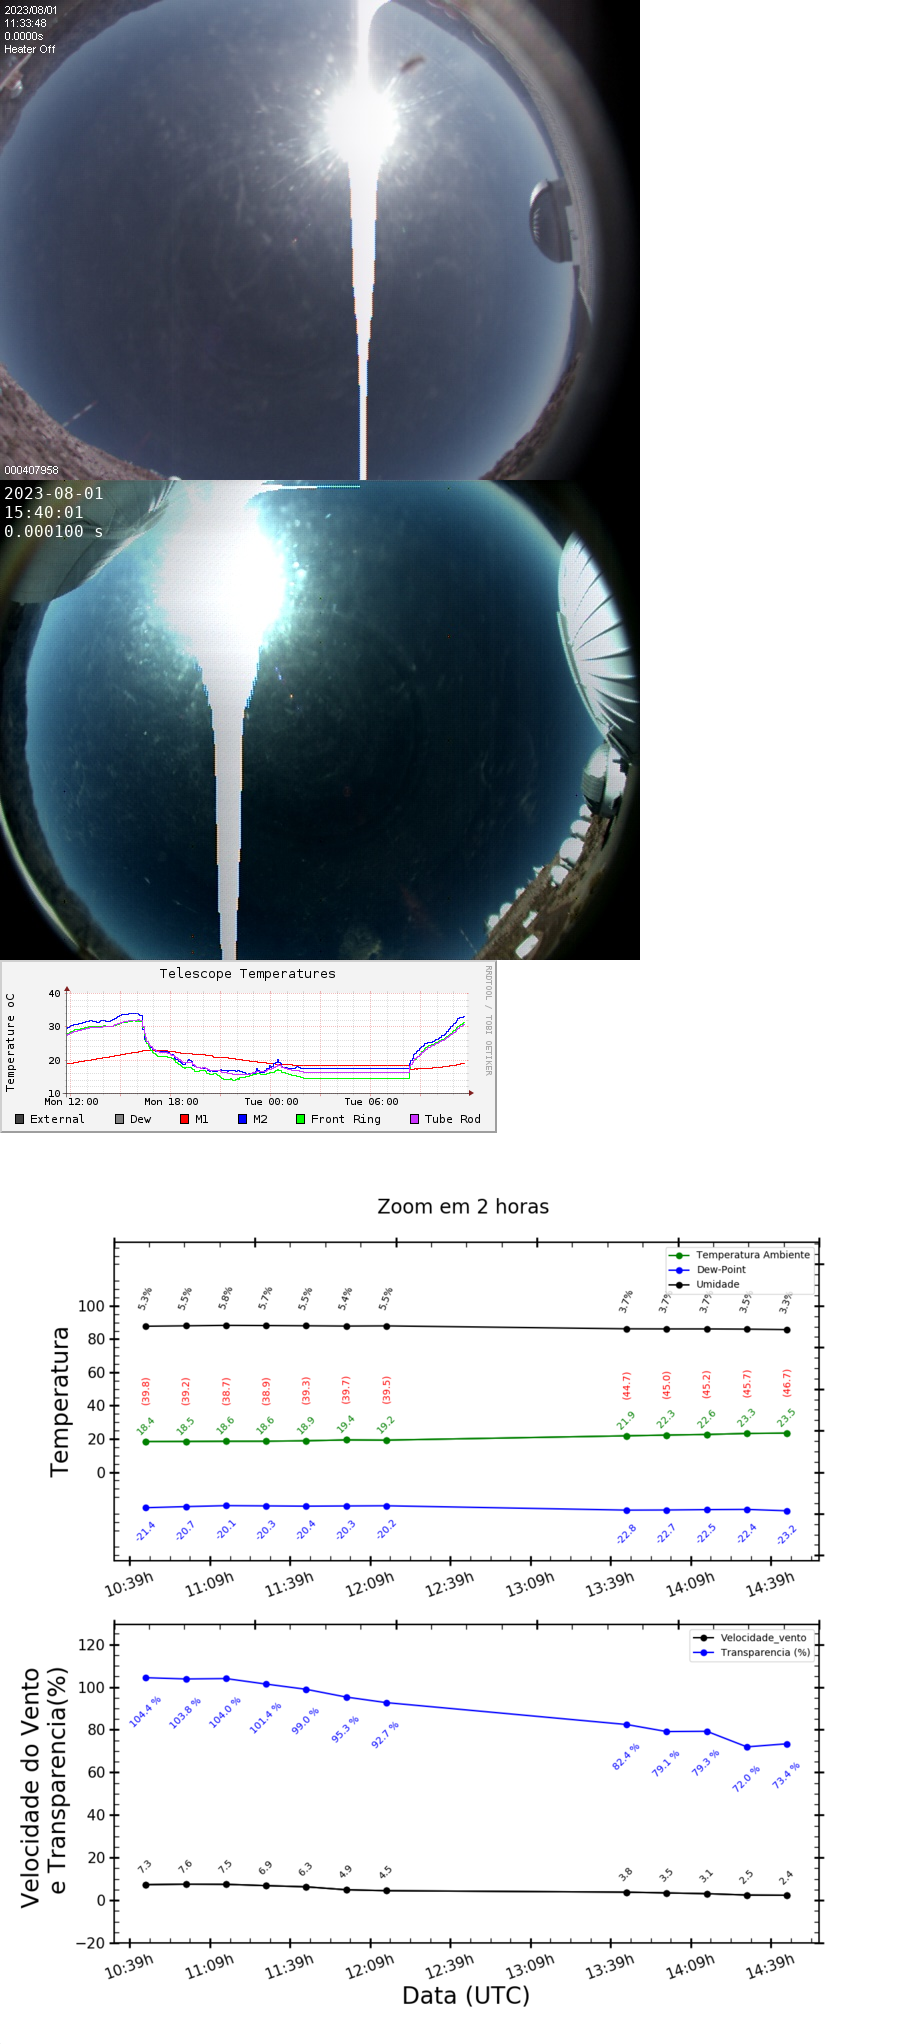 2023/08/01
11:33:48
0.0000s
Heater Off
000407958
2023-08-01
15:40:01
0.000100 s
Telescope Temperatures
RRDTOOL / TOBI OETIKER
Temperature oC
40
30
20
10
Mon 12:00 Mon 18:00 Tue 00:00 Tue 06:00
External Dew M1 M2 Front Ring Tube Rod
Zoom em 2 horas
Temperatura Ambiente
Dew-Point
Umidade
Temperatura
100
80
60
40
20
0
5.3% 5.5% 5.8% 5.7% 5.5% 5.4% 5.5% 3.7% 3.7% 3.7% 3.5% 3.3%
(39.8) (39.2) (38.7) (38.9) (39.3) (39.7) (39.5) (44.7) (45.0) (45.2) (45.7) (46.7)
18.4 18.5 18.6 18.6 18.9 19.4 19.2 21.9 22.3 22.6 23.3 23.5
-21.4 -20.7 -20.1 -20.3 -20.4 -20.3 -20.2 -22.8 -22.7 -22.5 -22.4 -23.2
10:39h 11:09h 11:39h 12:09h 12:39h 13:09h 13:39h 14:09h 14:39h
Velocidade_vento
Transparencia (%)
Velocidade do Vento
e Transparencia(%)
120
100
80
60
40
20
0
−20
104.4 % 103.8 % 104.0 % 101.4 % 99.0 % 95.3 % 92.7 % 82.4 % 79.1 % 79.3 % 72.0 % 73.4 %
7.3 7.6 7.5 6.9 6.3 4.9 4.5 3.8 3.5 3.1 2.5 2.4
10:39h 11:09h 11:39h 12:09h 12:39h 13:09h 13:39h 14:09h 14:39h
Data (UTC)